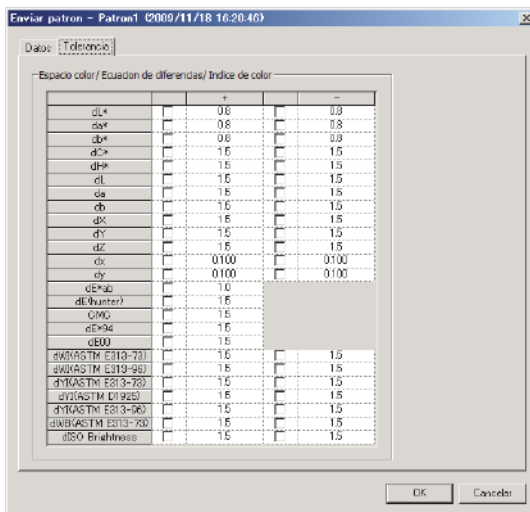 Enviar patron - Patron1 (2009/11/18 16:20:46)
Datos Tolerancia
Espacio color/ Ecuacion de diferencias/ Indice de color
+ -
dL* 0.8 0.8
da* 0.8 0.8
db* 0.8 0.8
dC* 1.5 1.5
dH* 1.5 1.5
dL 1.5 1.5
da 1.5 1.5
db 1.5 1.5
dX 1.5 1.5
dY 1.5 1.5
dZ 1.5 1.5
dx 0.100 0.100
dy 0.100 0.100
dE*ab 1.0
dE(hunter) 1.5
CMC 1.5
dE*94 1.5
dE00 1.5
dWI(ASTM E313-73) 1.5 1.5
dWI(ASTM E313-96) 1.5 1.5
dYI(ASTM E313-73) 1.5 1.5
dYI(ASTM D1925) 1.5 1.5
dYI(ASTM E313-96) 1.5 1.5
dWB(ASTM E313-73) 1.5 1.5
dISO Brightness 1.5 1.5
OK Cancelar